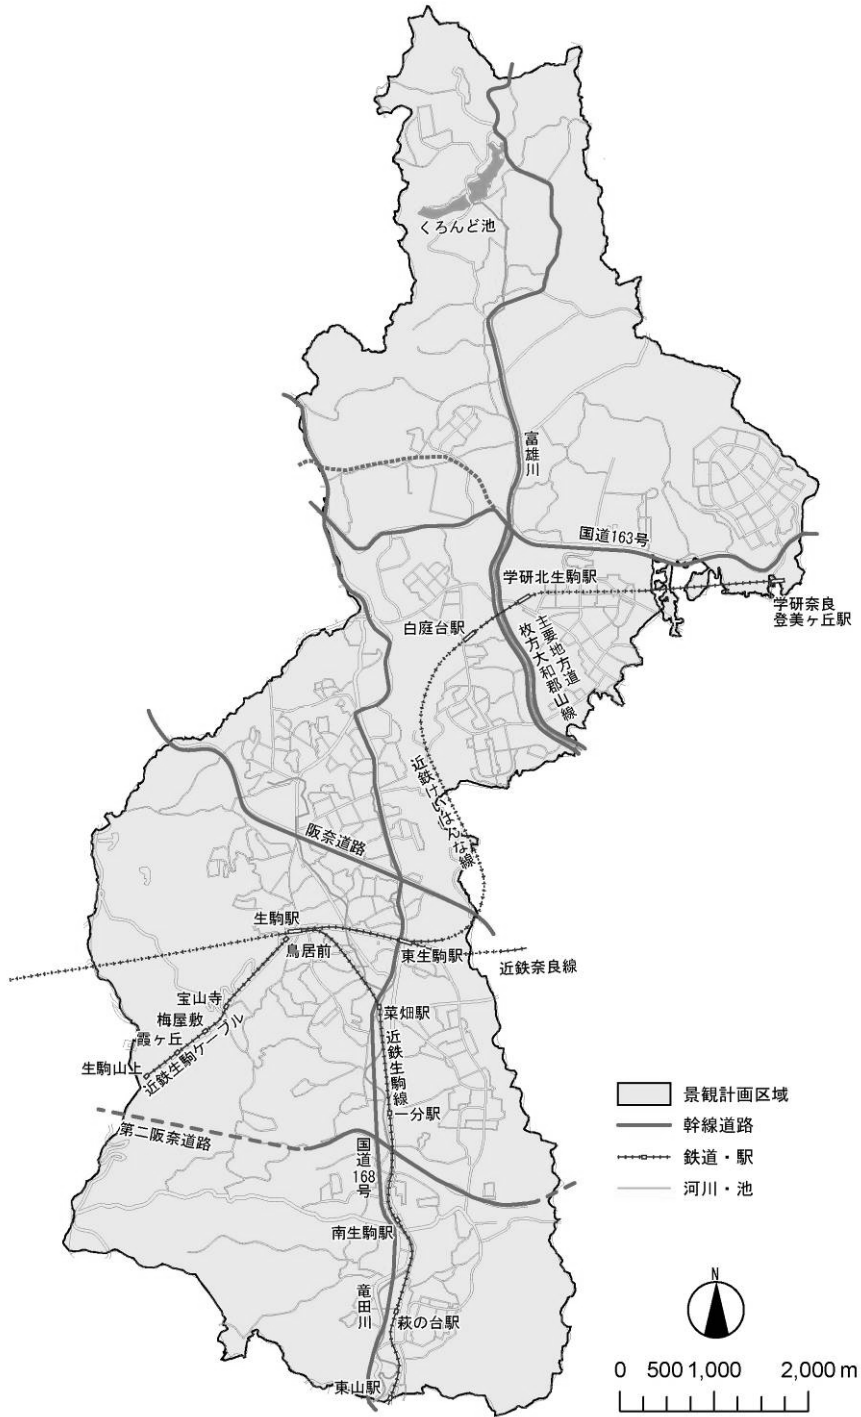 くろんど池
富雄川
国道163号
学研北生駒駅
学研奈良
登美ヶ丘駅
白庭台駅
主要地方道
枚方大和郡山線
近鉄けいはんな線
阪奈道路
生駒駅
鳥居前
東生駒駅
近鉄奈良線
宝山寺
梅屋敷
霞ヶ丘
生駒山上
近鉄生駒ケーブル
菜畑駅
近鉄生駒線
一分駅
第二阪奈道路
国道168号
南生駒駅
竜田川
萩の台駅
東山駅
景観計画区域
幹線道路
鉄道・駅
河川・池
N
0 500 1,000 2,000 m